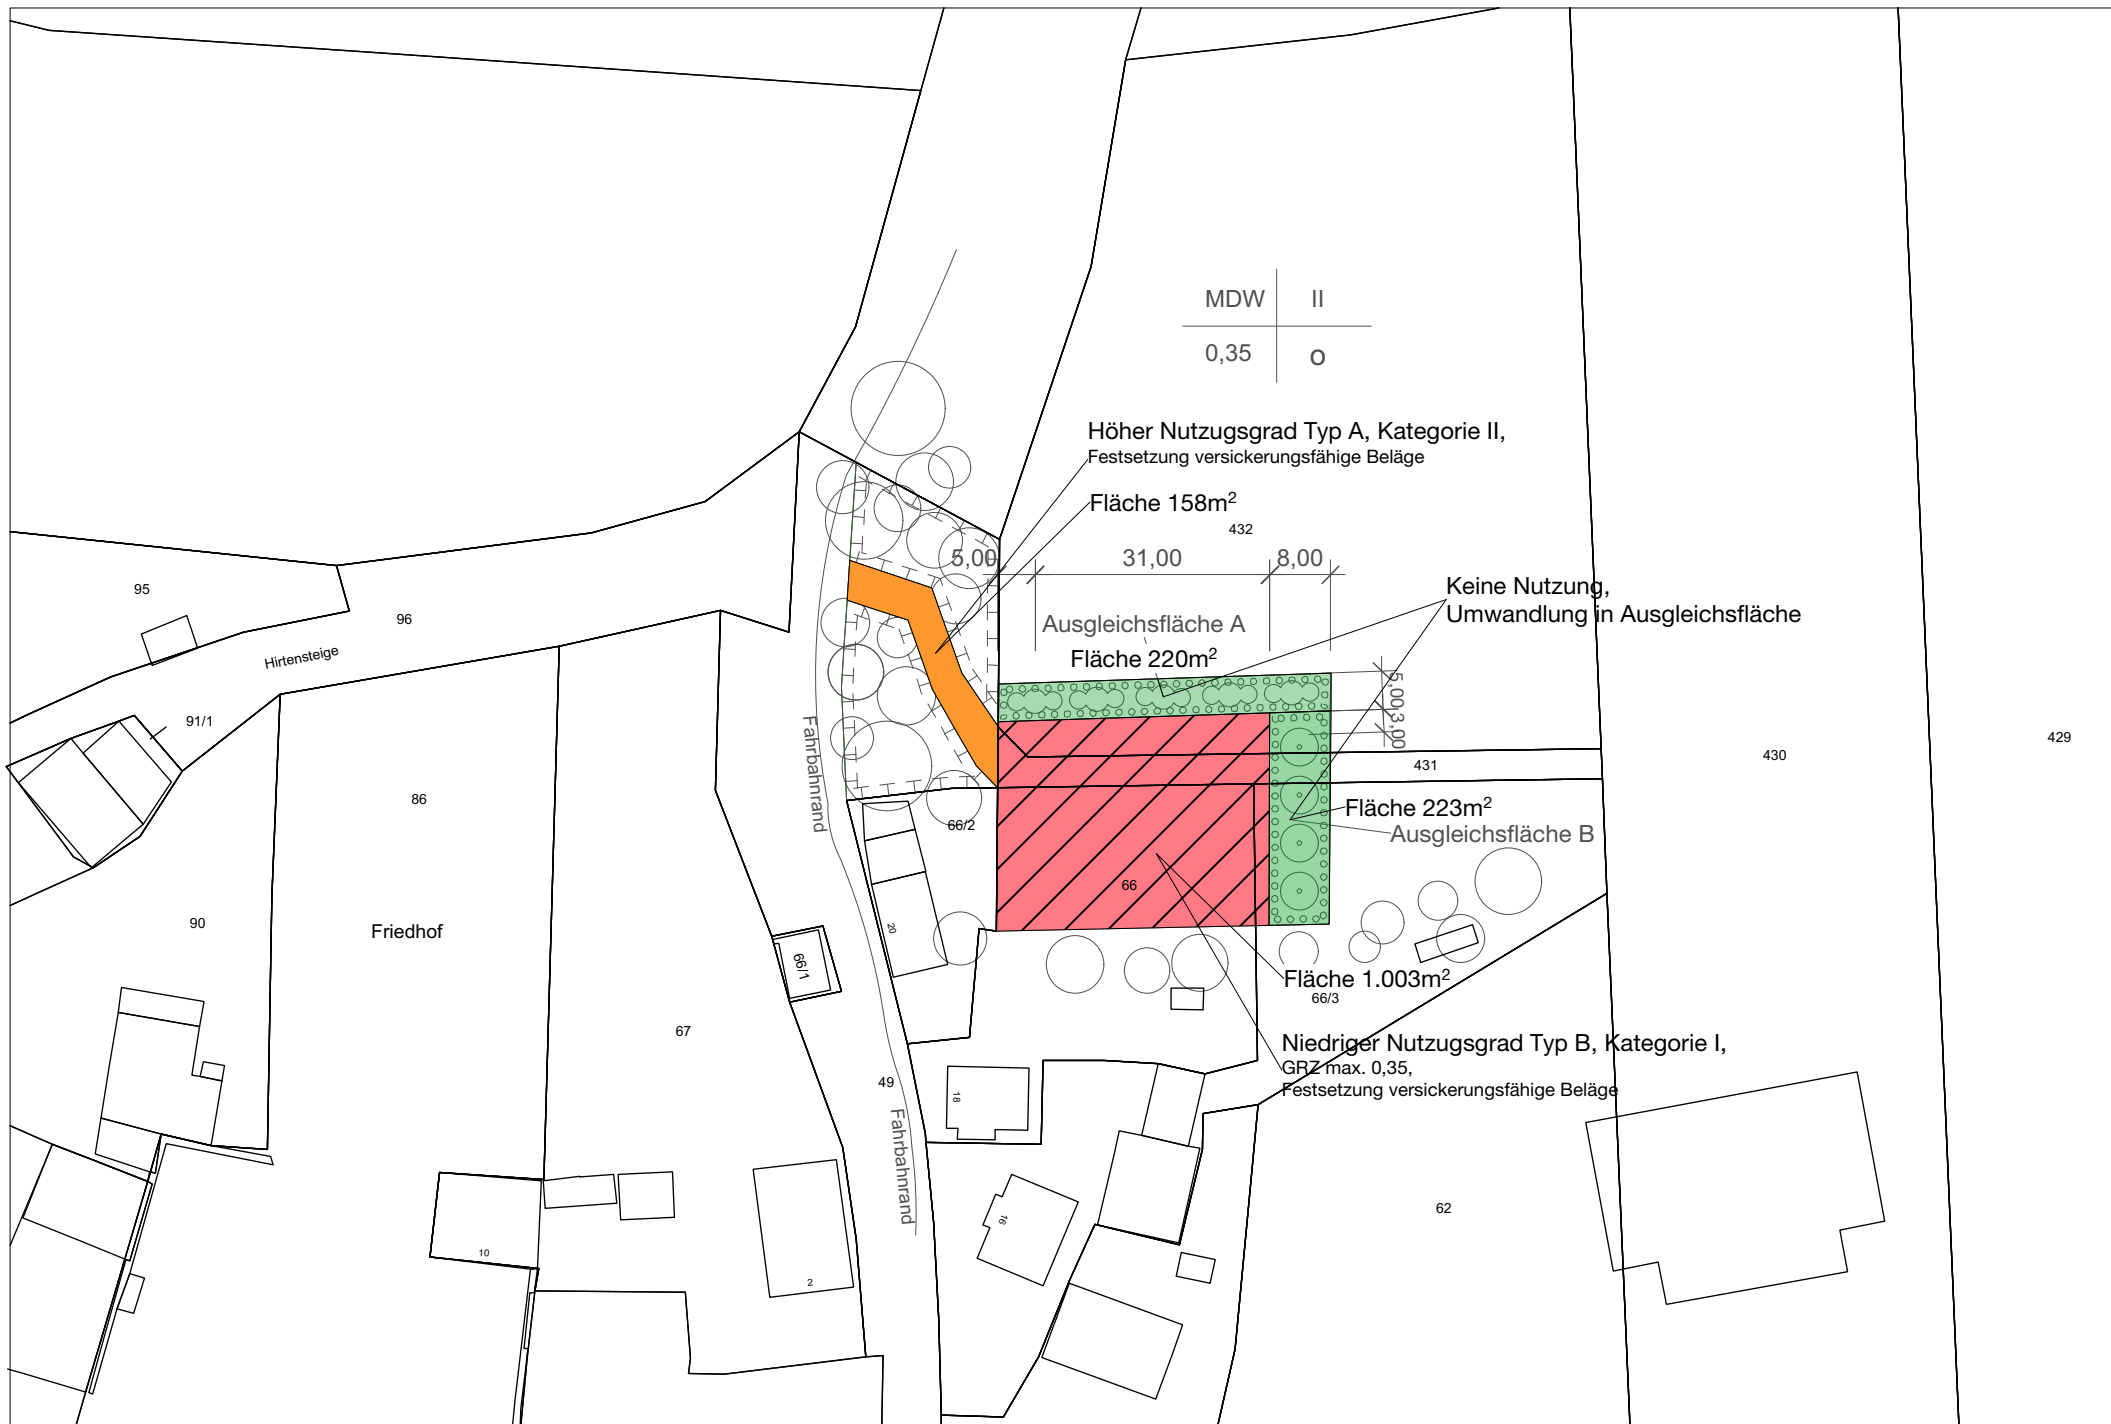 MDW II
0,35 o
Höher Nutzugsgrad Typ A, Kategorie II,
Festsetzung versickerungsfähige Beläge
Fläche 158m²
432
5,00 31,00 8,00
Keine Nutzung,
Umwandlung in Ausgleichsfläche
Ausgleichsfläche A
Fläche 220m²
5,00
3,00
95
96
Hirtensteige
91/1
Fahrbahnrand
431
430
429
86
66/2
Fläche 223m²
Ausgleichsfläche B
66
90
Friedhof
20
66/1
Fläche 1.003m²
66/3
67
Niedriger Nutzugsgrad Typ B, Kategorie I,
GRZ max. 0,35,
Festsetzung versickerungsfähige Beläge
49
18
Fahrbahnrand
62
16
10
2